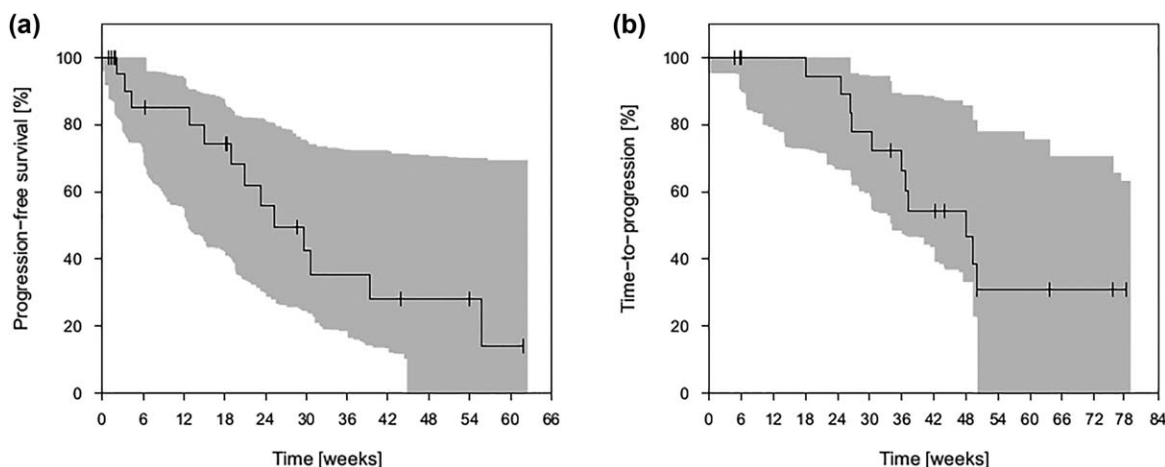 (a)
Progression-free survival [%]
100
80
60
40
20
0
0 6 12 18 24 30 36 42 48 54 60 66
Time [weeks]
(b)
Time-to-progression [%]
100
80
60
40
20
0
0 6 12 18 24 30 36 42 48 54 60 66 72 78 84
Time [weeks]